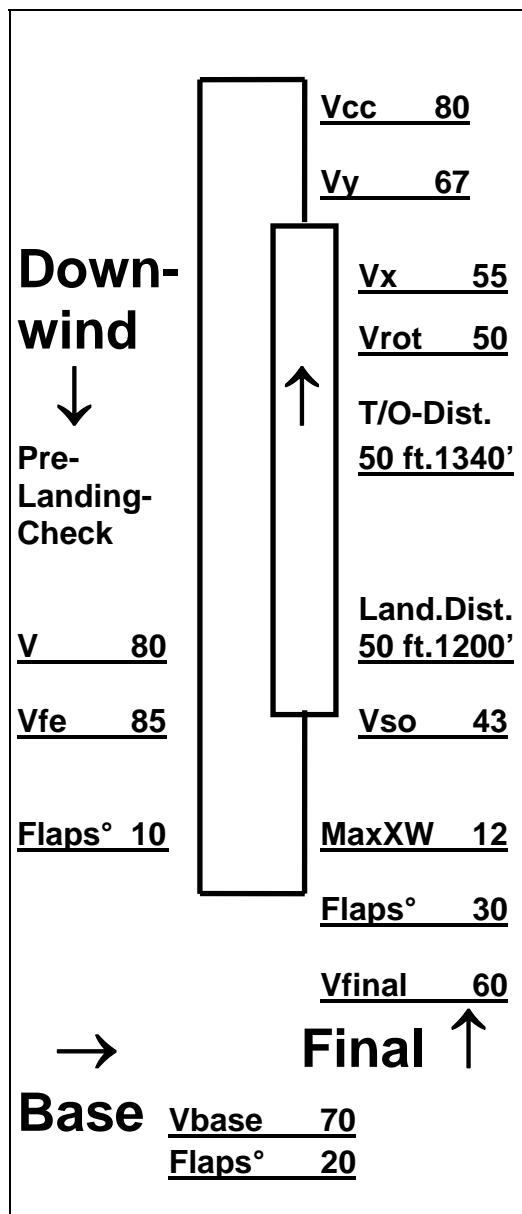 Vcc 80
Vy 67
Down-
wind
Vx 55
Vrot 50
T/O-Dist.
50 ft.1340’
Pre-
Landing-
Check
Land.Dist.
50 ft.1200’
V 80
Vfe 85
Vso 43
Flaps° 10
MaxXW 12
Flaps° 30
Vfinal 60
Final
Base
Vbase 70
Flaps° 20